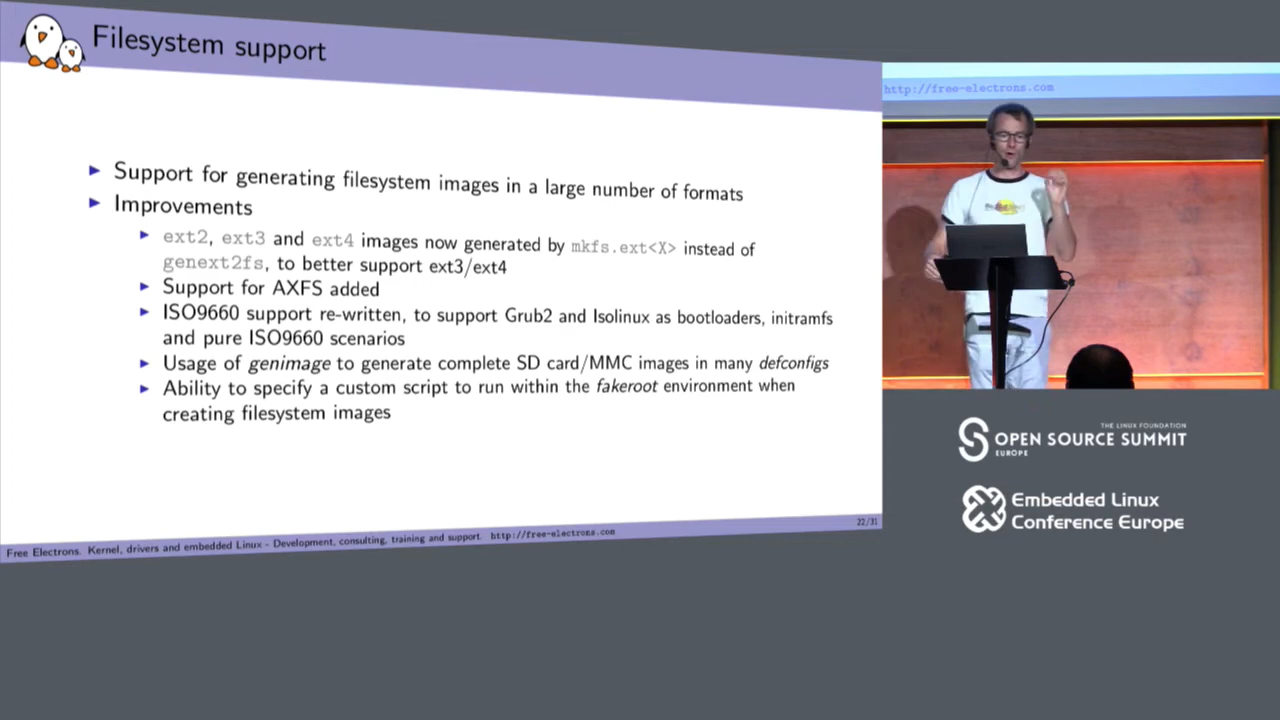 Filesystem support
Support for generating filesystem images in a large number of formats
Improvements
ext2, ext3 and ext4 images now generated by mkfs.ext<X> instead of
genext2fs, to better support ext3/ext4
Support for AXFS added
ISO9660 support re-written, to support Grub2 and Isolinux as bootloaders, initramfs
and pure ISO9660 scenarios
Usage of genimage to generate complete SD card/MMC images in many defconfigs
Ability to specify a custom script to run within the fakeroot environment when
creating filesystem images
22/31
Free Electrons. Kernel, drivers and embedded Linux - Development, consulting, training and support. http://free-electrons.com
http://free-electrons.com
THE LINUX FOUNDATION
OPEN SOURCE SUMMIT
EUROPE
Embedded Linux
Conference Europe